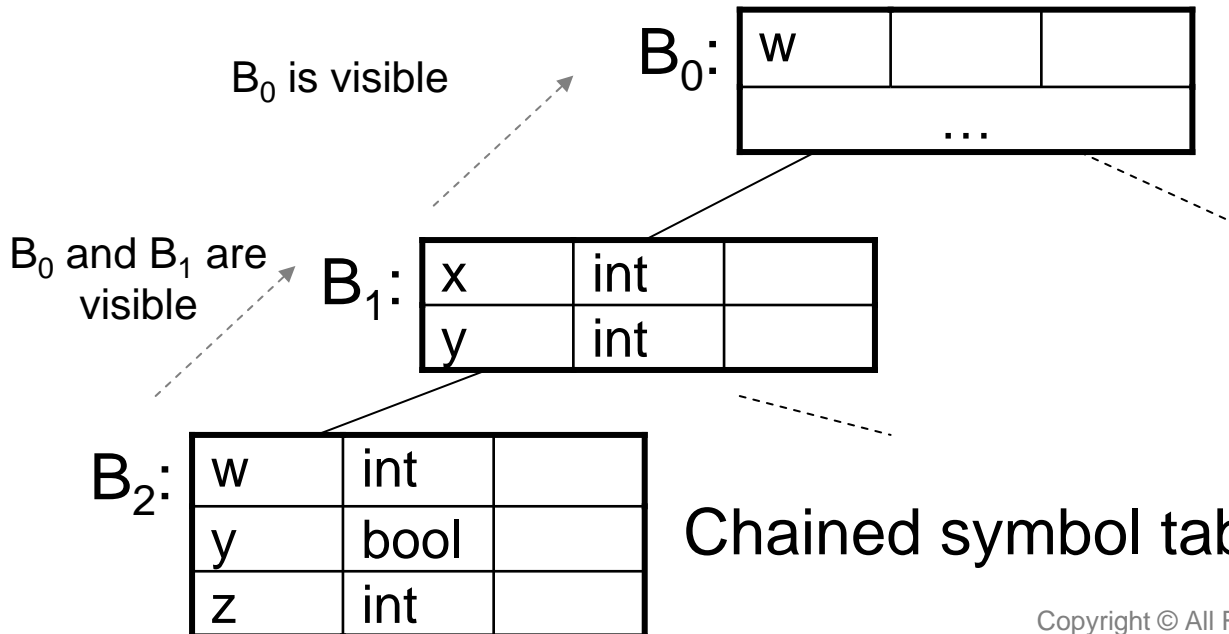 B₀ is visible
B₀:
w
…
B₀ and B₁ are
visible
B₁:
x int
y int
B₂:
w int
y bool
z int
Chained symbol
Copyright © All